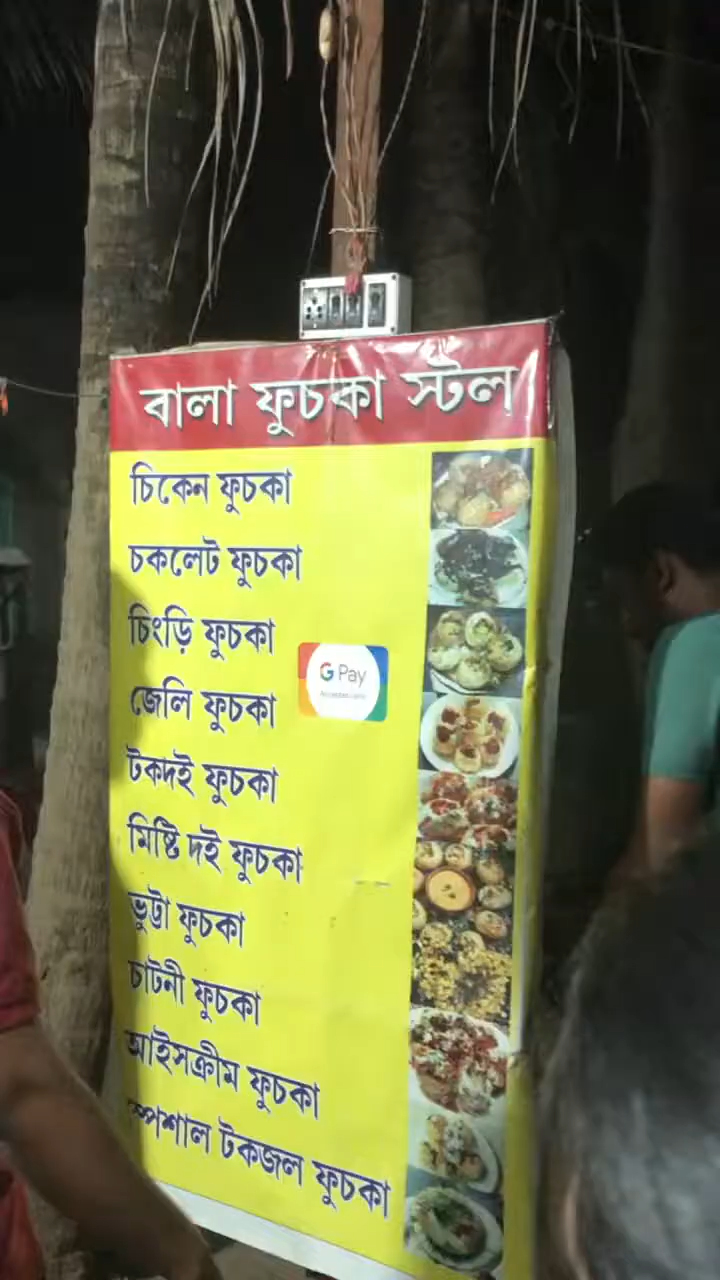 বালা ফুচকা স্টল
চিকেন ফুচকা
চকলেট ফুচকা
চিংড়ি ফুচকা
G Pay
জেলি ফুচকা
টকদই ফুচকা
মিষ্টি দই ফুচকা
ভুট্টা ফুচকা
চাটনী ফুচকা
আইসক্রীম ফুচকা
স্পেশাল টকজল ফুচকা